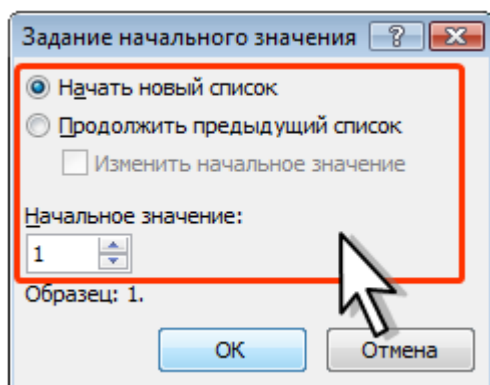 Задание начального значения
Начать новый список
Продолжить предыдущий список
Изменить начальное значение
Начальное значение:
1
Образец: 1.
ОК
Отмена